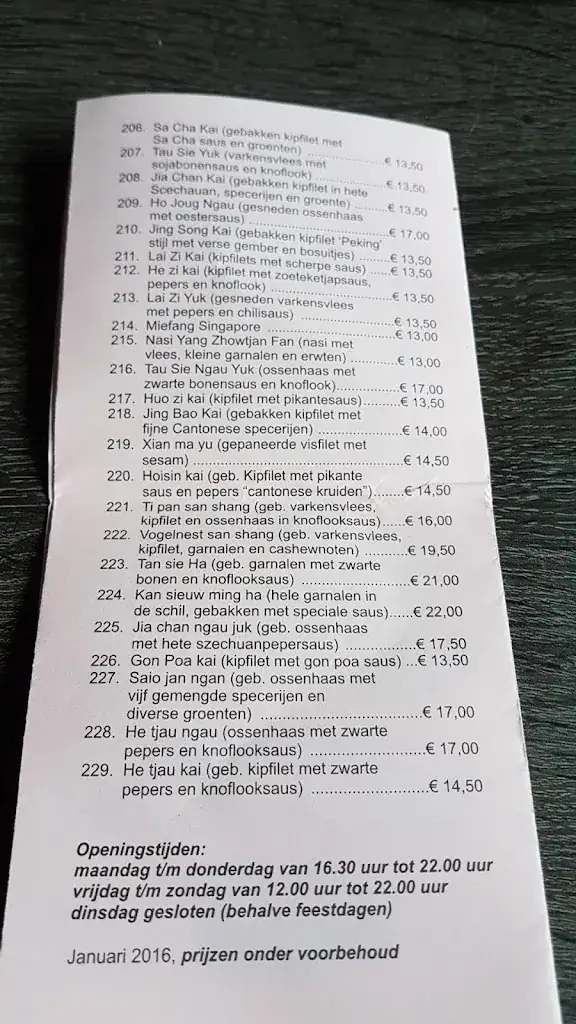 206. Sa Cha Kai (gebakken kipfilet met
Sa Cha saus en groenten) .....................€ 13,50
207. Tau Sie Yuk (varkensvlees met
sojabonensaus en knoflook) ...................€ 13,50
208. Jia Chan Kai (gebakken kipfilet in hete
Scechauan, specerijen en groente) ........€ 13,50
209. Ho Joug Ngau (gesneden ossenhaas
met oestersaus) ...................................€ 17,00
210. Jing Song Kai (gebakken kipfilet 'Peking'
stijl met verse gember en bosuitjes) ........€ 13,50
211. Lai Zi Kai (kipfilets met scherpe saus) .....€ 13,50
212. He zi kai (kipfilet met zoeteketjapsaus,
pepers en knoflook) ..............................€ 13,50
213. Lai Zi Yuk (gesneden varkensvlees
met pepers en chilisaus) ........................€ 13,50
214. Miefang Singapore ................................€ 13,00
215. Nasi Yang Zhowtjan Fan (nasi met
vlees, kleine garnalen en erwten) ...........€ 13,00
216. Tau Sie Ngau Yuk (ossenhaas met
zwarte bonensaus en knoflook)...............€ 17,00
217. Huo zi kai (kipfilet met pikantesaus).........€ 13,50
218. Jing Bao Kai (gebakken kipfilet met
fijne Cantonese specerijen) ....................€ 14,00
219. Xian ma yu (gepaneerde visfilet met
sesam) .................................................€ 14,50
220. Hoisin kai (geb. Kipfilet met pikante
saus en pepers "cantonese kruiden")........€ 14,50
221. Ti pan san shang (geb. varkensvlees,
kipfilet en ossenhaas in knoflooksaus)......€ 16,00
222. Vogelnest san shang (geb. varkensvlees,
kipfilet, garnalen en cashewnoten) ..........€ 19,50
223. Tan sie Ha (geb. garnalen met zwarte
bonen en knoflooksaus) .........................€ 21,00
224. Kan sieuw ming ha (hele garnalen in
de schil, gebakken met speciale saus)......€ 22,00
225. Jia chan ngau juk (geb. ossenhaas
met hete szechuanpepersaus) ................€ 17,50
226. Gon Poa kai (kipfilet met gon poa saus) ...€ 13,50
227. Saio jan ngan (geb. ossenhaas met
vijf gemengde specerijen en
diverse groenten) ....................................€ 17,00
228. He tjau ngau (ossenhaas met zwarte
pepers en knoflooksaus) ..........................€ 17,00
229. He tjau kai (geb. kipfilet met zwarte
pepers en knoflooksaus) ..........................€ 14,50
Openingstijden:
maandag t/m donderdag van 16.30 uur tot 22.00 uur
vrijdag t/m zondag van 12.00 uur tot 22.00 uur
dinsdag gesloten (behalve feestdagen)
Januari 2016, prijzen onder voorbehoud